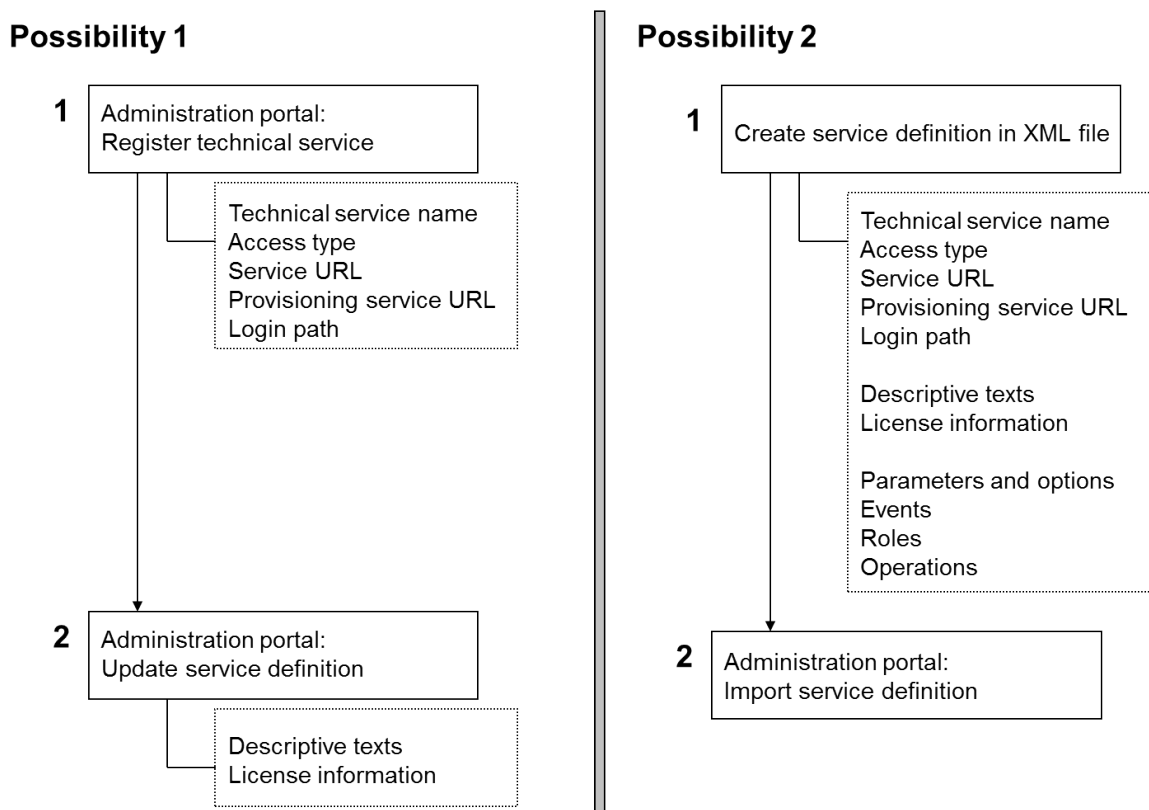 Possibility 1
1
Administration portal:
Register technical service
Technical service name
Access type
Service URL
Provisioning service URL
Login path
2
Administration portal:
Update service definition
Descriptive texts
License information
Possibility 2
1
Create service definition in XML file
Technical service name
Access type
Service URL
Provisioning service URL
Login path
Descriptive texts
License information
Parameters and options
Events
Roles
Operations
2
Administration portal:
Import service definition